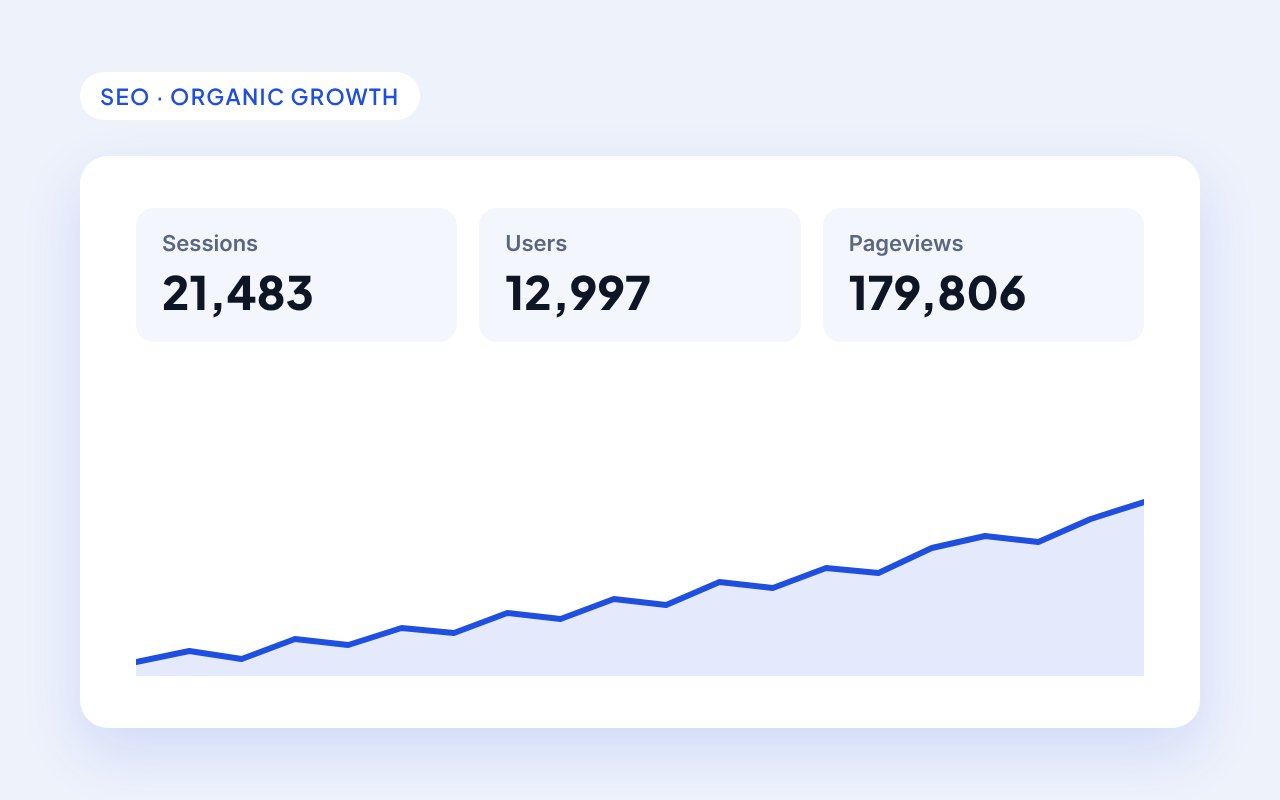 SEO · ORGANIC GROWTH
Sessions
21,483
Users
12,997
Pageviews
179,806